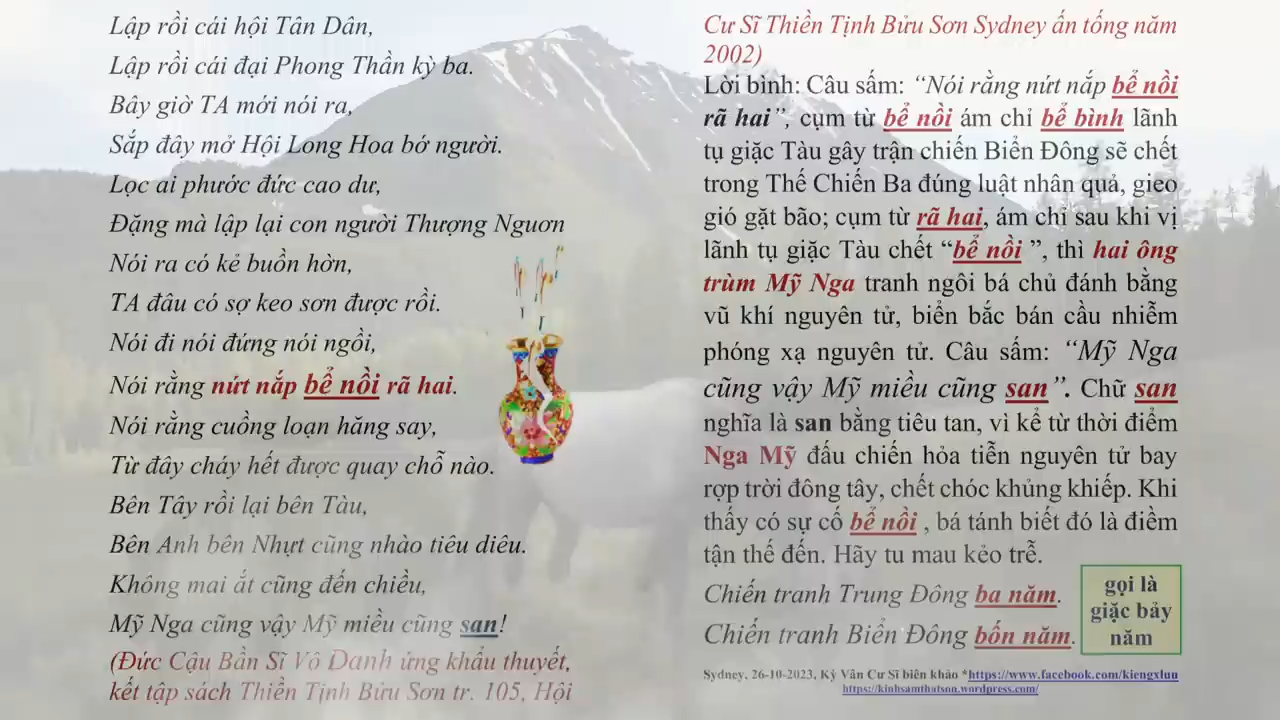 Lập rồi cái hội Tân Dân,
Lập rồi cái đại Phong Thần kỳ ba.
Bây giờ TA mới nói ra,
Sắp đây mở Hội Long Hoa bớ người.
Lọc ai phước đức cao dư,
Đặng mà lập lại con người Thượng Nguơn
Nói ra có kẻ buồn hờn,
TA đâu có sợ keo sơn được rồi.
Nói đi nói đứng nói ngồi,
Nói rằng nứt nắp bể nồi rã hai.
Nói rằng cuồng loạn hăng say,
Từ đây cháy hết được quay chỗ nào.
Bên Tây rồi lại bên Tàu,
Bên Anh bên Nhựt cũng nhào tiêu diêu.
Không mai ắt cũng đến chiều,
Mỹ Nga cũng vậy Mỹ miều cũng san!
(Đức Cậu Bần Sĩ Vô Danh ứng khẩu thuyết,
kết tập sách Thiền Tịnh Bửu Sơn tr. 105, Hội
Cư Sĩ Thiền Tịnh Bửu Sơn Sydney ấn tống năm
2002)
Lời bình: Câu sấm: “Nói rằng nứt nắp bể nồi
rã hai”, cụm từ bể nồi ám chỉ bể bình lãnh
tụ giặc Tàu gây trận chiến Biển Đông sẽ chết
trong Thế Chiến Ba đúng luật nhân quả, gieo
gió gặt bão; cụm từ rã hai, ám chỉ sau khi vị
lãnh tụ giặc Tàu chết “bể nồi ”, thì hai ông
trùm Mỹ Nga tranh ngôi bá chủ đánh bằng
vũ khí nguyên tử, biển bắc bán cầu nhiễm
phóng xạ nguyên tử. Câu sấm: “Mỹ Nga
cũng vậy Mỹ miều cũng san”. Chữ san
nghĩa là san bằng tiêu tan, vì kể từ thời điểm
Nga Mỹ đấu chiến hỏa tiễn nguyên tử bay
rợp trời đông tây, chết chóc khủng khiếp. Khi
thấy có sự cố bể nồi , bá tánh biết đó là điềm
tận thế đến. Hãy tu mau kẻo trễ.
Chiến tranh Trung Đông ba năm.
Chiến tranh Biển Đông bốn năm.
gọi là
giặc bảy
năm
Sydney, 26-10-2023, Kỳ Vân Cư Sĩ biên khảo *https://www.facebook.com/kiengxluu
https://kinhsamthatson.wordpress.com/